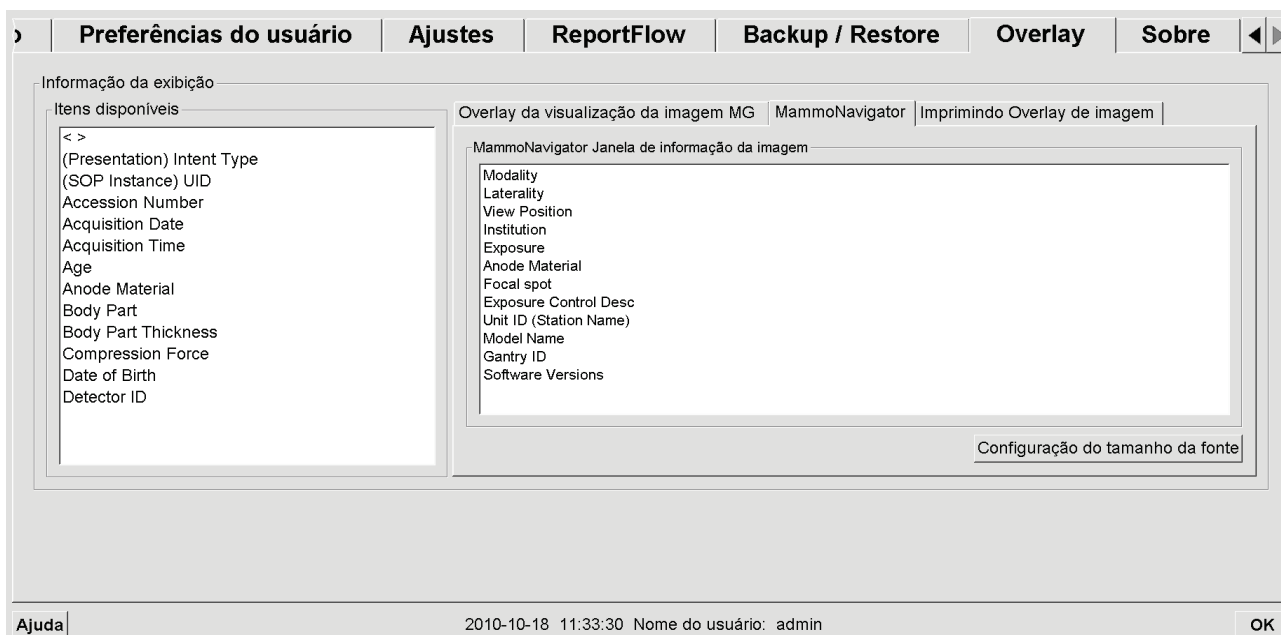 o Preferências do usuário Ajustes ReportFlow Backup / Restore Overlay Sobre
Informação da exibição
Itens disponíveis
< >
(Presentation) Intent Type
(SOP Instance) UID
Accession Number
Acquisition Date
Acquisition Time
Age
Anode Material
Body Part
Body Part Thickness
Compression Force
Date of Birth
Detector ID
Overlay da visualização da imagem MG MammoNavigator Imprimindo Overlay de imagem
MammoNavigator Janela de informação da imagem
Modality
Laterality
View Position
Institution
Exposure
Anode Material
Focal spot
Exposure Control Desc
Unit ID (Station Name)
Model Name
Gantry ID
Software Versions
Configuração do tamanho da fonte
Ajuda 2010-10-18 11:33:30 Nome do usuário: admin OK